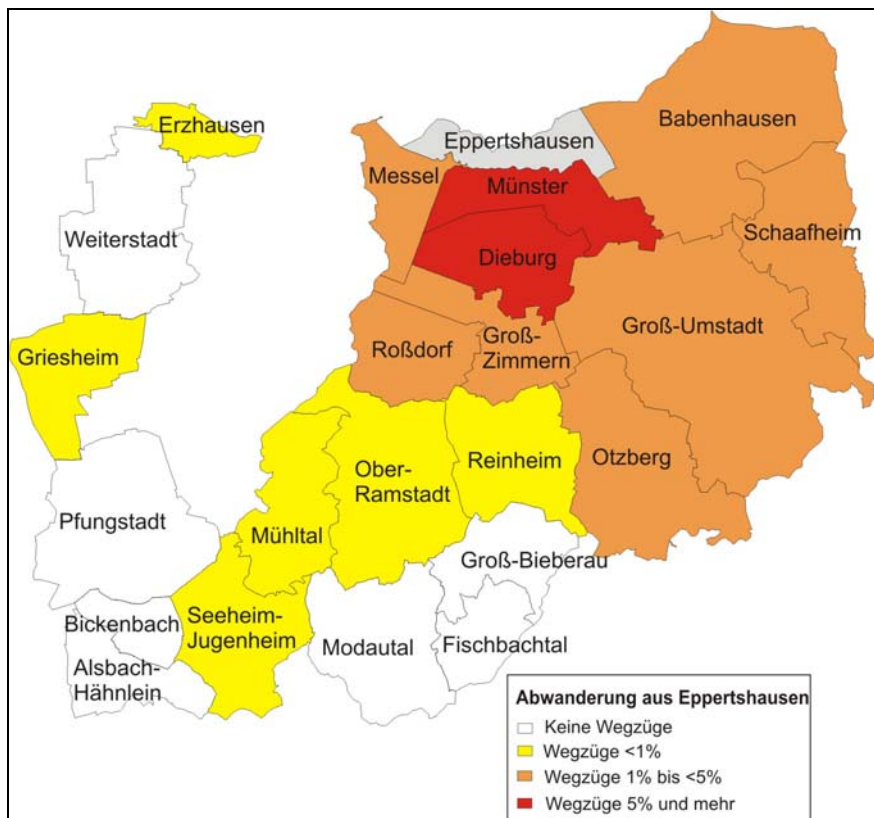 Erzhausen
Babenhausen
Eppertshausen
Messel
Münster
Weiterstadt
Schaafheim
Dieburg
Groß-Umstadt
Griesheim
Roßdorf
Groß-
Zimmern
Ober-
Ramstadt
Reinheim
Otzberg
Pfungstadt
Mühltal
Groß-Bieberau
Bickenbach
Seeheim-
Jugenheim
Modautal
Fischbachtal
Alsbach-
Hähnlein
Abwanderung aus Eppertshausen
Keine Wegzüge
Wegzüge <1%
Wegzüge 1% bis <5%
Wegzüge 5% und mehr